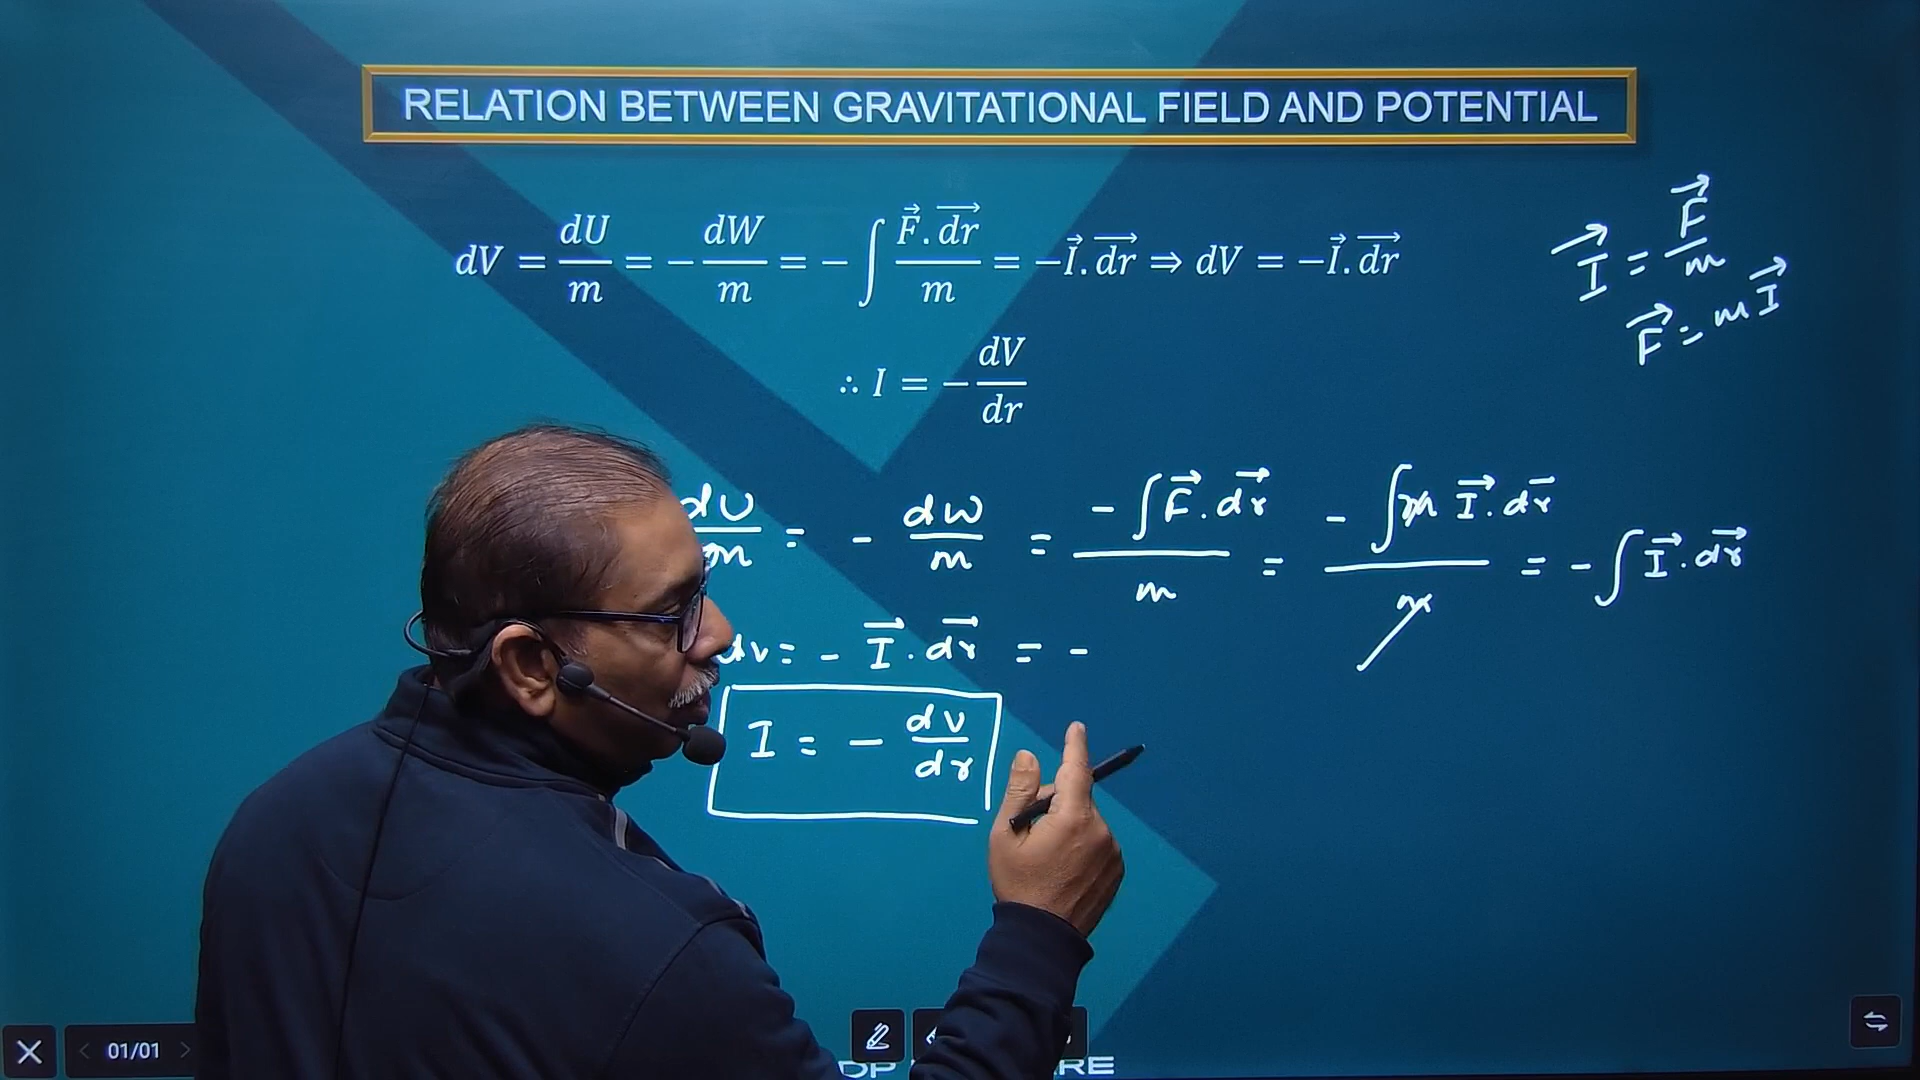 RELATION BETWEEN GRAVITATIONAL FIELD AND POTENTIAL
dV = dU/m = − dW/m = − ∫ F⃗.dr⃗/m = −I⃗.dr⃗ ⇒ dV = −I⃗.dr⃗
I⃗ = F⃗/m
F⃗ = mI⃗
∴ I = − dV/dr
dU/m = − dW/m = −∫F⃗.dr⃗/m = −∫m I⃗.dr⃗/m = −∫I⃗.dr⃗
dv = − I⃗.dr⃗ = −
I = − dv/dr
01/01